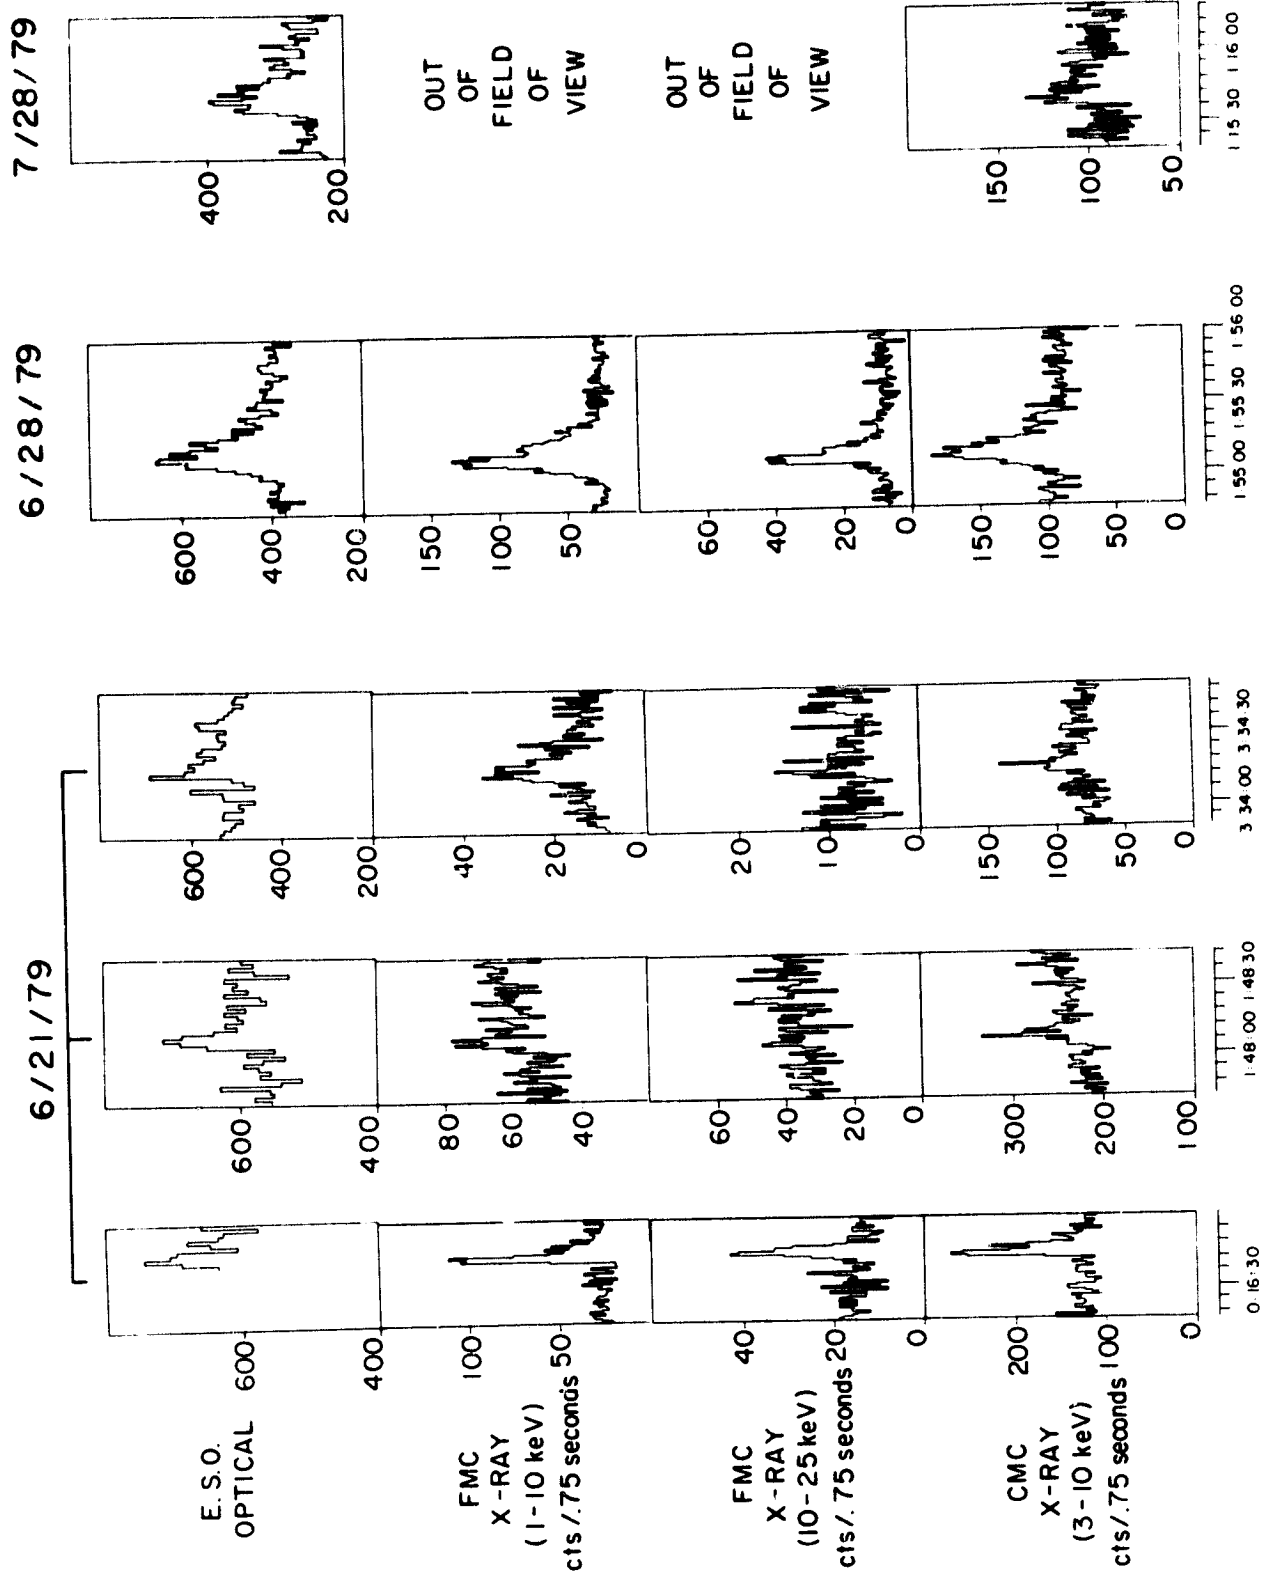 6/21/79
6/28/79
7/28/79
E.S.O.
OPTICAL
600
400
600
400
600
400
200
600
400
200
400
200
FMC
X-RAY
(1-10 keV)
cts/.75 seconds
100
50
80
60
40
40
20
0
150
100
50
OUT
OF
FIELD
OF
VIEW
FMC
X-RAY
(10-25 keV)
cts/.75 seconds
40
20
0
60
40
20
0
20
10
0
60
40
20
0
OUT
OF
FIELD
OF
VIEW
CMC
X-RAY
(3-10 keV)
cts/.75 seconds
200
100
0
300
200
100
150
100
50
0
150
100
50
0
150
100
50
0:16:30
1:48:00 1:48 30
3 34:00 3 34:30
1 55 00 1:55 30 1:56 00
1 15 30 1:16 00